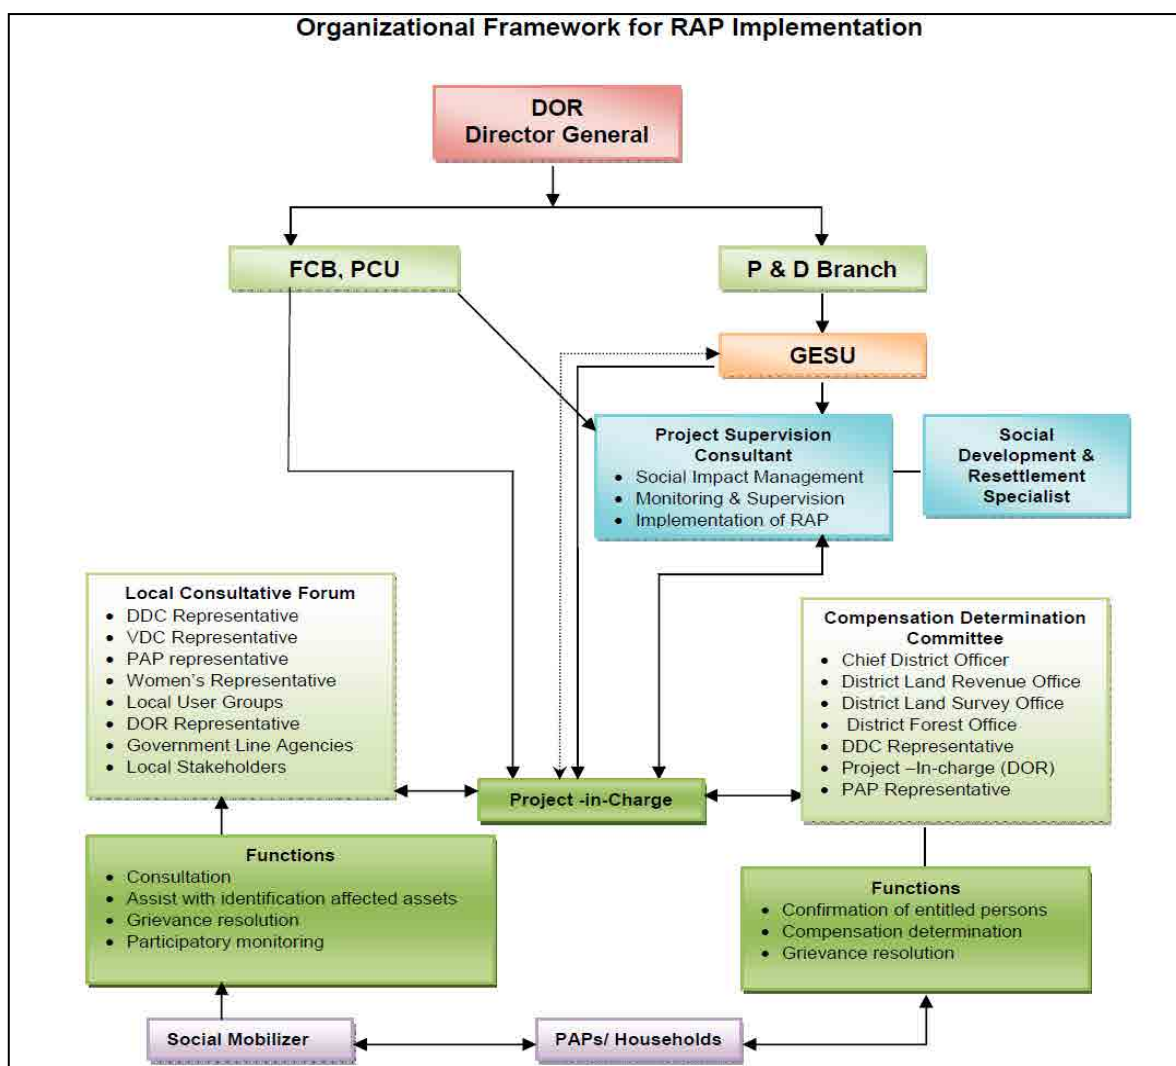 Organizational Framework for RAP Implementation
DOR
Director General
FCB, PCU
P & D Branch
GESU
Project Supervision
Consultant
• Social Impact Management
• Monitoring & Supervision
• Implementation of RAP
Social
Development &
Resettlement
Specialist
Local Consultative Forum
• DDC Representative
• VDC Representative
• PAP representative
• Women's Representative
• Local User Groups
• DOR Representative
• Government Line Agencies
• Local Stakeholders
Compensation Determination
Committee
• Chief District Officer
• District Land Revenue Office
• District Land Survey Office
• District Forest Office
• DDC Representative
• Project –In-charge (DOR)
• PAP Representative
Project -in-Charge
Functions
• Consultation
• Assist with identification affected assets
• Grievance resolution
• Participatory monitoring
Functions
• Confirmation of entitled persons
• Compensation determination
• Grievance resolution
Social Mobilizer
PAPs/ Households